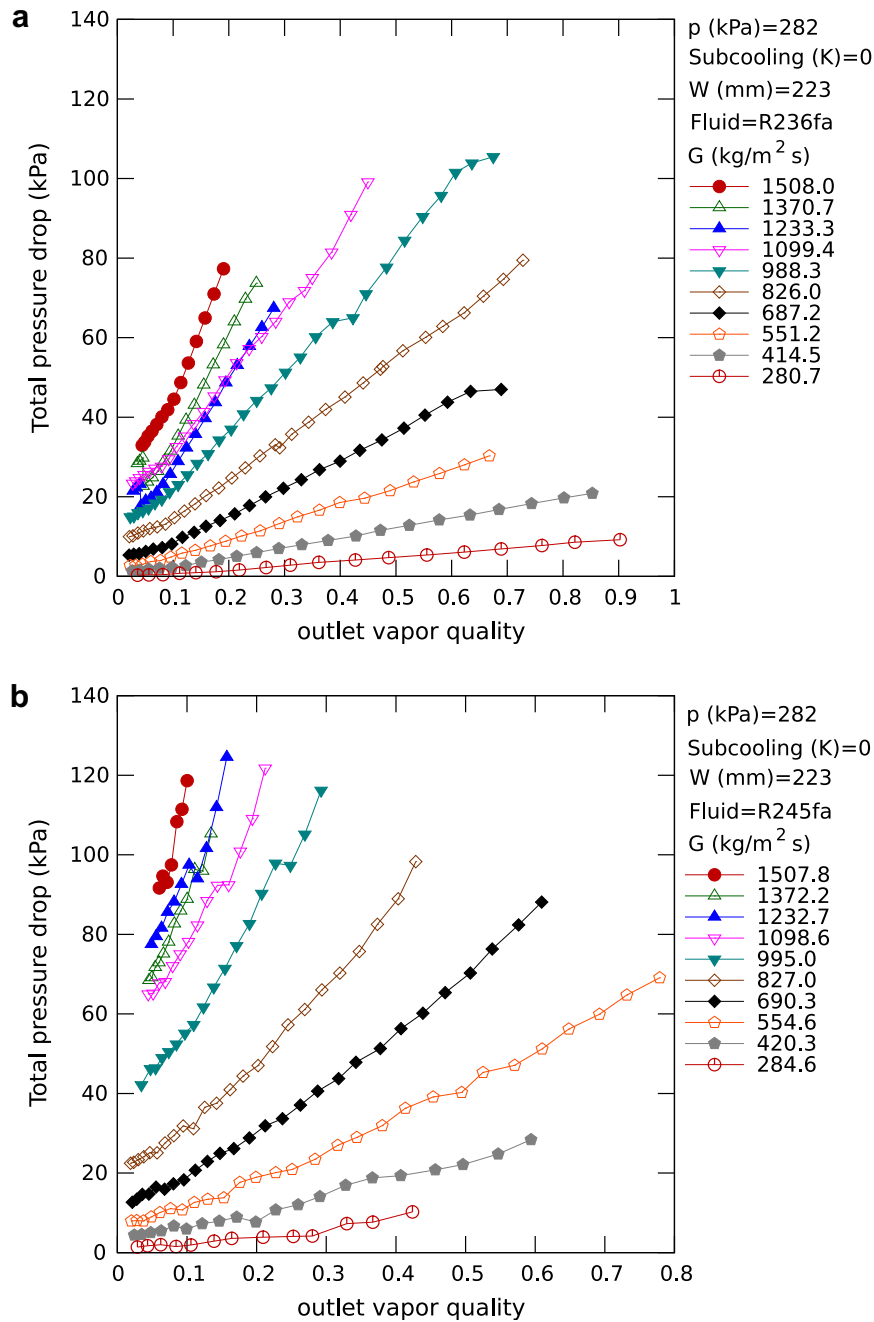 a
140
120
100
80
60
40
20
0
Total pressure drop (kPa)
0 0.1 0.2 0.3 0.4 0.5 0.6 0.7 0.8 0.9 1
outlet vapor quality
p (kPa)=282
Subcooling (K)=0
W (mm)=223
Fluid=R236fa
G (kg/m² s)
1508.0
1370.7
1233.3
1099.4
988.3
826.0
687.2
551.2
414.5
280.7
b
140
120
100
80
60
40
20
0
Total pressure drop (kPa)
0 0.1 0.2 0.3 0.4 0.5 0.6 0.7 0.8
outlet vapor quality
p (kPa)=282
Subcooling (K)=0
W (mm)=223
Fluid=R245fa
G (kg/m² s)
1507.8
1372.2
1232.7
1098.6
995.0
827.0
690.3
554.6
420.3
284.6